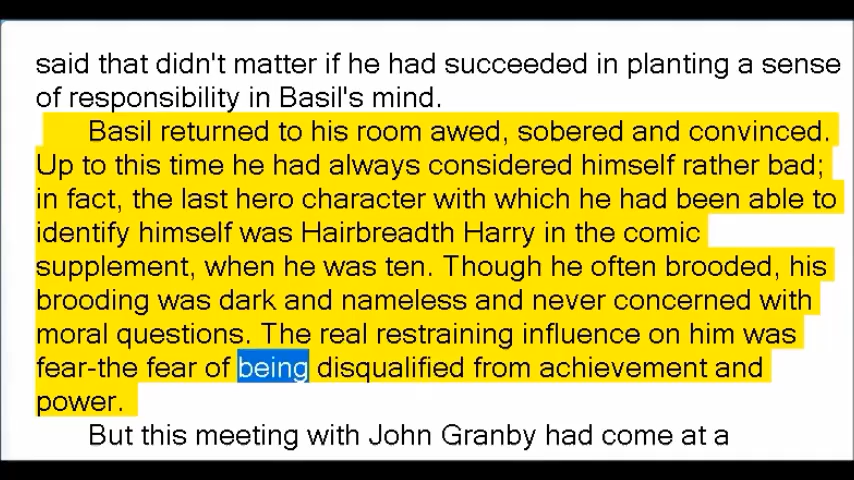 said that didn't matter if he had succeeded in planting a sense
of responsibility in Basil's mind.
Basil returned to his room awed, sobered and convinced.
Up to this time he had always considered himself rather bad;
in fact, the last hero character with which he had been able to
identify himself was Hairbreadth Harry in the comic
supplement, when he was ten. Though he often brooded, his
brooding was dark and nameless and never concerned with
moral questions. The real restraining influence on him was
fear-the fear of being disqualified from achievement and
power.
But this meeting with John Granby had come at a